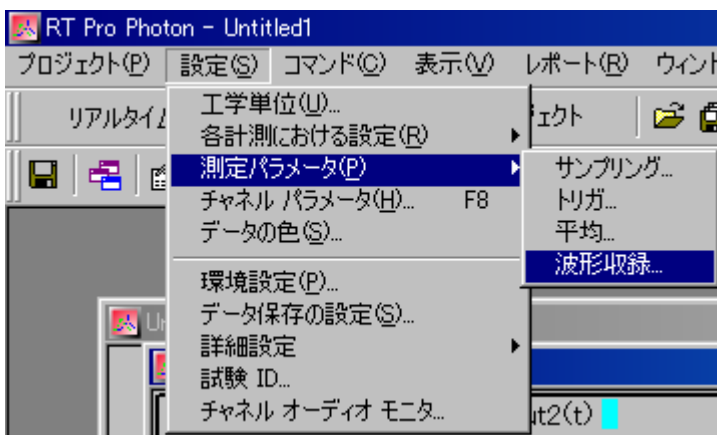 RT Pro Photon - Untitled1
プロジェクト(P) 設定(S) コマンド(C) 表示(V) レポート(R) ウィント
リアルタイム
工学単位(U)...
各計測における設定(R)
測定パラメータ(P)
チャネル パラメータ(H)... F8
データの色(S)...
環境設定(P)...
データ保存の設定(S)...
詳細設定
試験 ID...
チャネル オーディオ モニタ...
ジェクト
サンプリング...
トリガ...
平均...
波形収録...
Un
ut2(t)